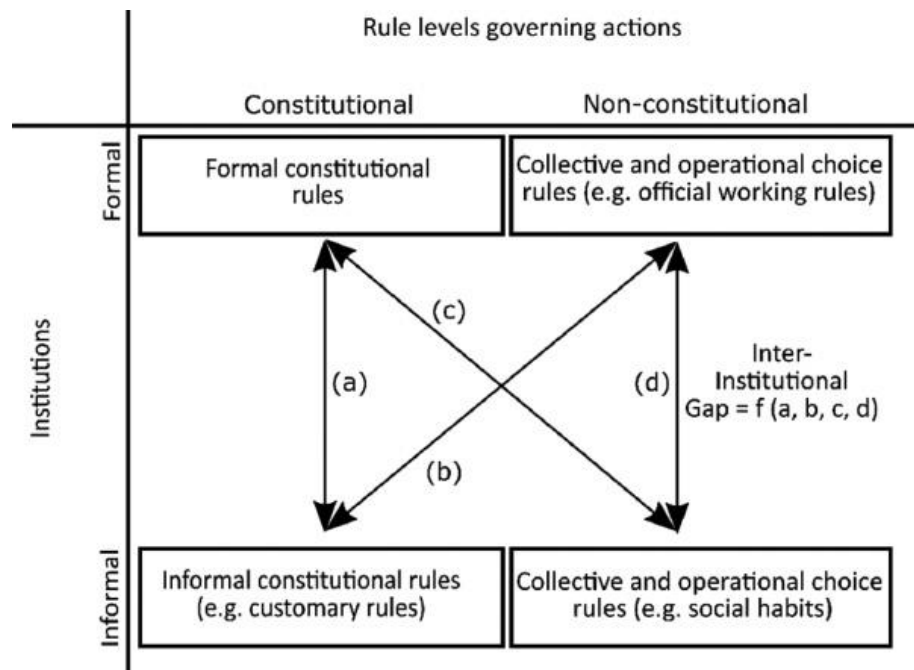 Rule levels governing actions
Constitutional
Non-constitutional
Institutions
Formal
Formal constitutional
rules
Collective and operational choice
rules (e.g. official working rules)
(a)
(b)
(c)
(d)
Inter-
Institutional
Gap = f (a, b, c, d)
Informal
Informal constitutional rules
(e.g. customary rules)
Collective and operational choice
rules (e.g. social habits)